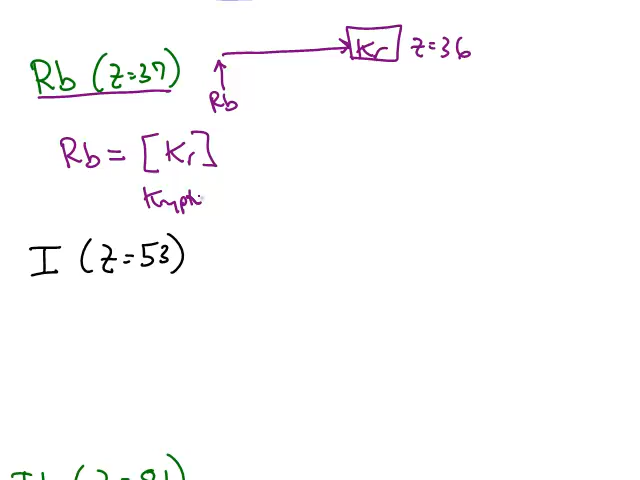 Rb (Z=37)
Kr Z=36
Rb
Rb = [Kr]
I (Z=53)